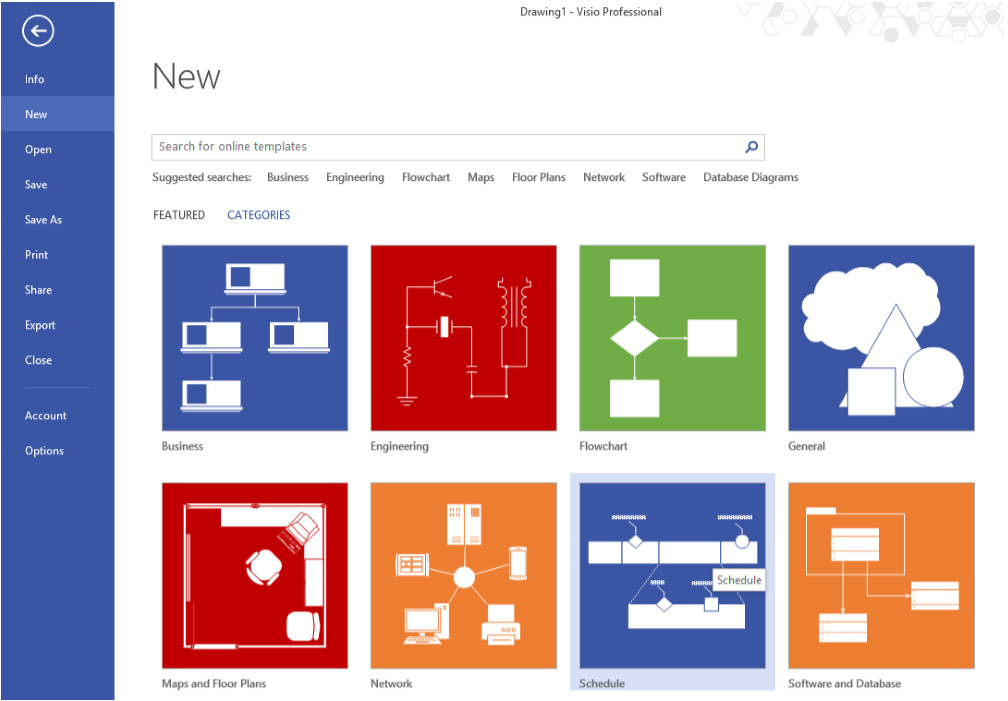 Drawing1 - Visio Professional
Info
New
Open
Save
Save As
Print
Share
Export
Close
Account
Options
New
Search for online templates
Suggested searches: Business Engineering Flowchart Maps Floor Plans Network Software Database Diagrams
FEATURED CATEGORIES
Business Engineering Flowchart General
Schedule
Maps and Floor Plans Network Schedule Software and Database